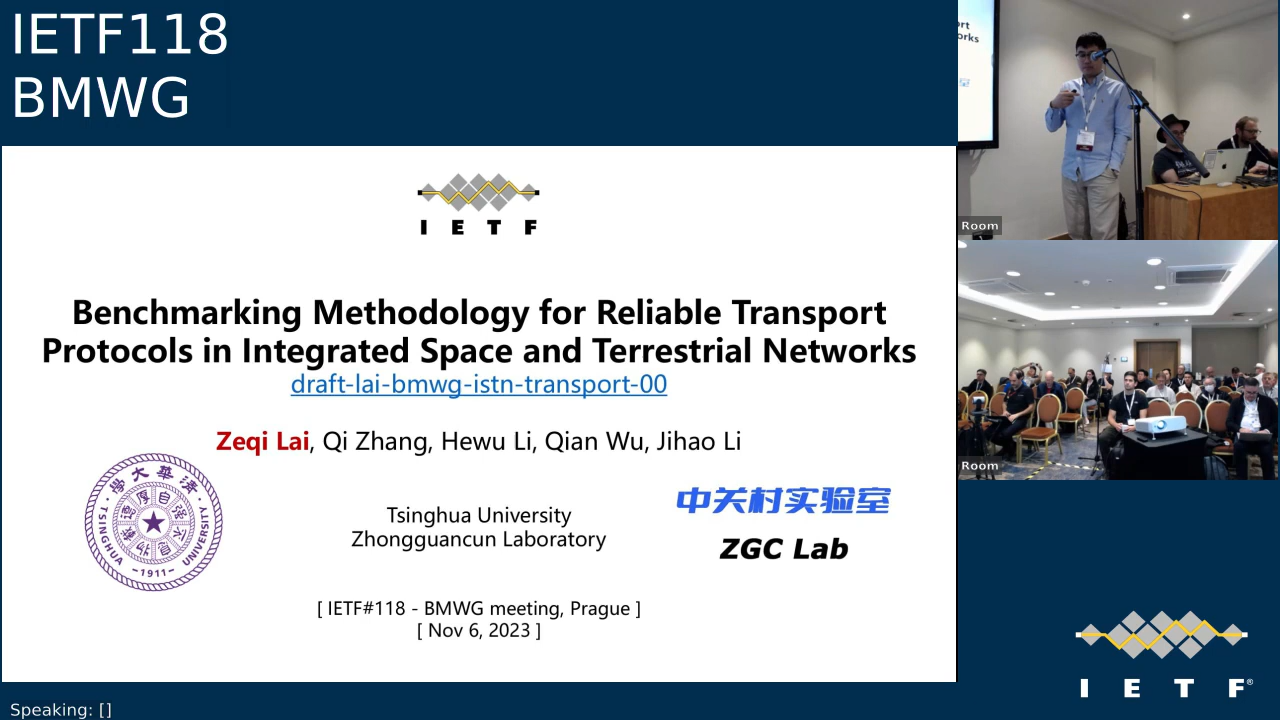 IETF118
BMWG
I E T F
Benchmarking Methodology for Reliable Transport
Protocols in Integrated Space and Terrestrial Networks
draft-lai-bmwg-istn-transport-00
Zeqi Lai, Qi Zhang, Hewu Li, Qian Wu, Jihao Li
TSINGHUA UNIVERSITY
-1911-
Tsinghua University
Zhongguancun Laboratory
中关村实验室
ZGC Lab
[ IETF#118 - BMWG meeting, Prague ]
[ Nov 6, 2023 ]
Room
Room
I E T F®
Speaking: []